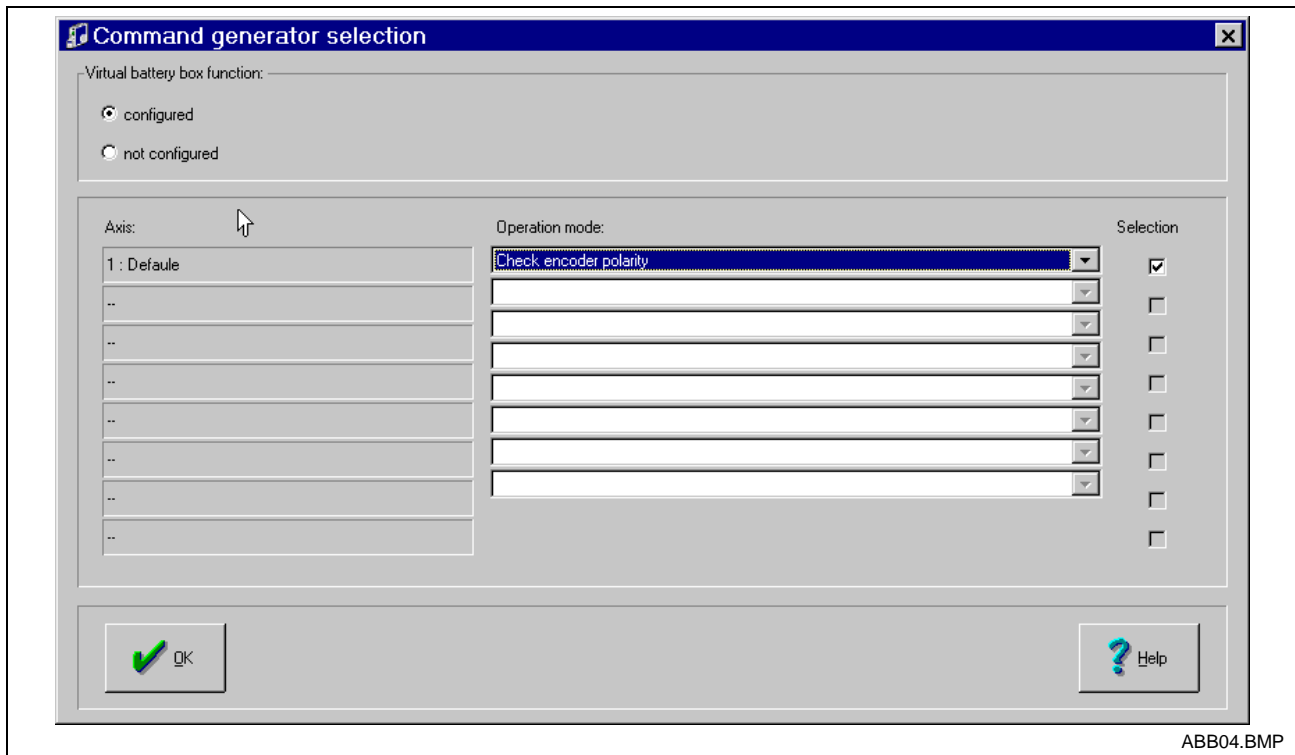 Command generator selection
Virtual battery box function:
configured
not configured
Axis: Operation mode: Selection
1 : Defaule Check encoder polarity
--
--
--
--
--
--
--
OK Help
ABB04.BMP